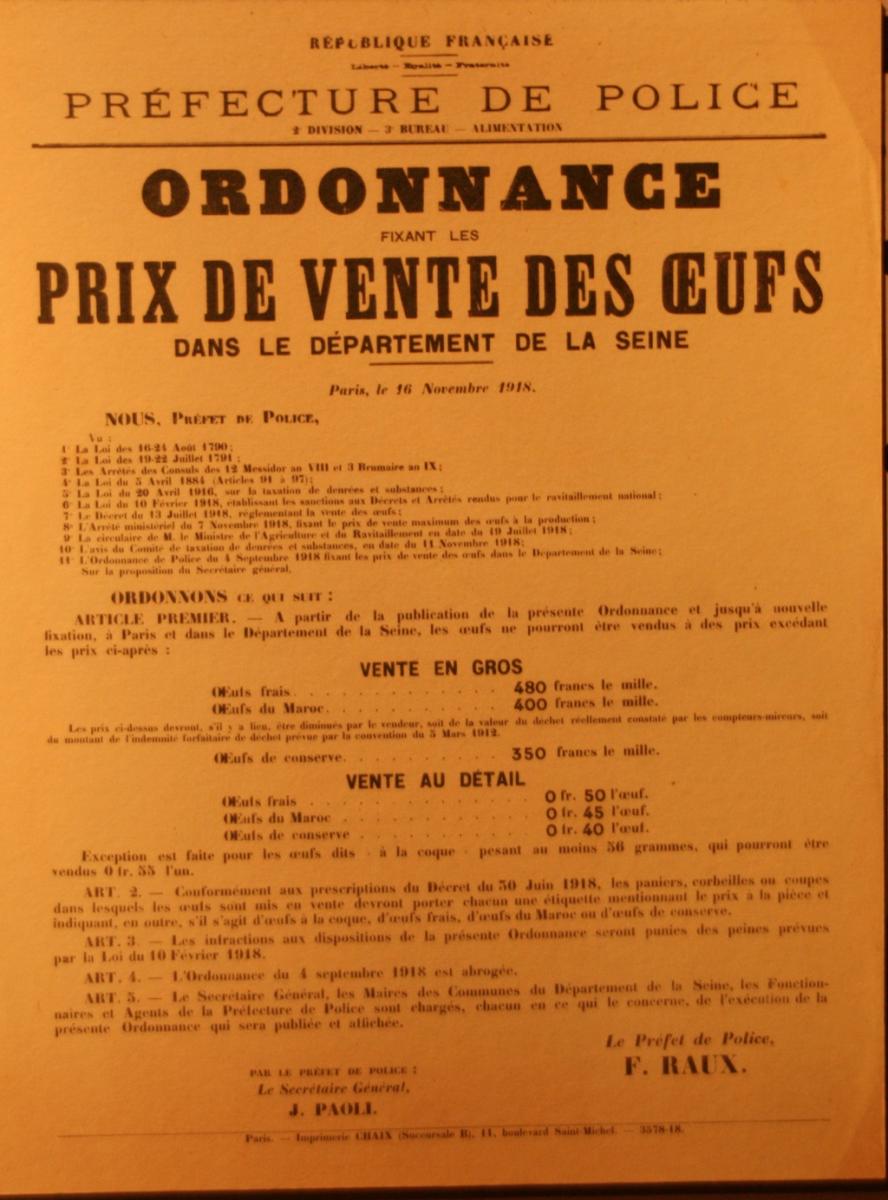 RÉPUBLIQUE FRANÇAISE
Liberté — Égalité — Fraternité
PRÉFECTURE DE POLICE
2e DIVISION — 3e BUREAU — ALIMENTATION
ORDONNANCE
FIXANT LES
PRIX DE VENTE DES ŒUFS
DANS LE DÉPARTEMENT DE LA SEINE
Paris, le 16 Novembre 1918.
NOUS, PRÉFET DE POLICE,
Vu :
1° La Loi des 16-24 Août 1790;
2° La Loi des 19-22 Juillet 1791;
3° Les Arrêtés des Consuls des 12 Messidor an VIII et 3 Brumaire an IX;
4° La Loi du 5 Avril 1884 (Articles 91 à 97);
5° La Loi du 20 Avril 1916, sur la taxation de denrées et substances;
6° La Loi du 10 Février 1918, établissant les sanctions aux Décrets et Arrêtés rendus pour le ravitaillement national;
7° Le Décret du 13 Juillet 1918, réglementant la vente des œufs;
8° L'Arrêté ministériel du 7 Novembre 1918, fixant le prix de vente maximum des œufs à la production;
9° La circulaire de M. le Ministre de l'Agriculture et du Ravitaillement en date du 19 Juillet 1918;
10° L'avis du Comité de taxation de denrées et substances, en date du 11 Novembre 1918;
11° L'Ordonnance de Police du 4 Septembre 1918 fixant les prix de vente des œufs dans le Département de la Seine;
Sur la proposition du Secrétaire général,
ORDONNONS CE QUI SUIT :
ARTICLE PREMIER. — A partir de la publication de la présente Ordonnance et jusqu'à nouvelle
fixation, à Paris et dans le Département de la Seine, les œufs ne pourront être vendus à des prix excédant
les prix ci-après :
VENTE EN GROS
Œufs frais. . . . . . . . . . . . 480 francs le mille.
Œufs du Maroc. . . . . . . . . . 400 francs le mille.
Les prix ci-dessus devront, s'il y a lieu, être diminués par le vendeur, soit de la valeur du déchet réellement constaté par les compteurs-mireurs, soit
du montant de l'indemnité forfaitaire de déchet prévue par la convention du 5 Mars 1912.
Œufs de conserve. . . . . . . . . 350 francs le mille.
VENTE AU DÉTAIL
Œufs frais . . . . . . . . . . . . 0 fr. 50 l'œuf.
Œufs du Maroc . . . . . . . . . . 0 fr. 45 l'œuf.
Œufs de conserve . . . . . . . . . 0 fr. 40 l'œuf.
Exception est faite pour les œufs dits « à la coque » pesant au moins 56 grammes, qui pourront être
vendus 0 fr. 55 l'un.
ART. 2. — Conformément aux prescriptions du Décret du 30 Juin 1918, les paniers, corbeilles ou coupes
dans lesquels les œufs sont mis en vente devront porter chacun une étiquette mentionnant le prix à la pièce et
indiquant, en outre, s'il s'agit d'œufs à la coque, d'œufs frais, d'œufs du Maroc ou d'œufs de conserve.
ART. 3. — Les infractions aux dispositions de la présente Ordonnance seront punies des peines prévues
par la Loi du 10 Février 1918.
ART. 4. — L'Ordonnance du 4 septembre 1918 est abrogée.
ART. 5. — Le Secrétaire Général, les Maires des Communes du Département de la Seine, les Fonction-
naires et Agents de la Préfecture de Police sont chargés, chacun en ce qui le concerne, de l'exécution de la
présente Ordonnance qui sera publiée et affichée.
Le Préfet de Police,
F. RAUX.
PAR LE PRÉFET DE POLICE :
Le Secrétaire Général,
J. PAOLI.
Paris. — Imprimerie CHAIX (Succursale B), 11, boulevard Saint-Michel. — 3578-18.